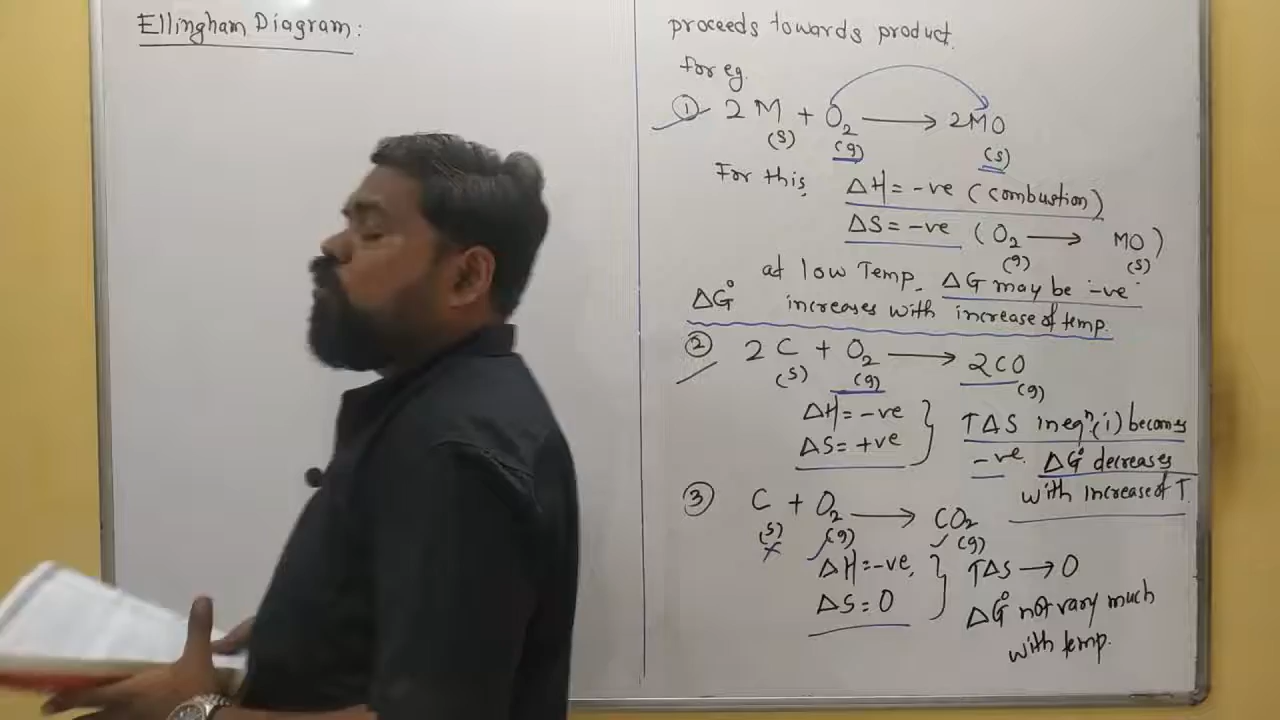 Ellingham Diagram:
proceeds towards product.
for eg.
① 2 M (s) + O₂ (g) ⟶ 2MO (s)
For this, ΔH = -ve (Combustion)
ΔS = -ve (O₂ (g) ⟶ MO (s))
at low Temp. ΔG may be '-ve'
ΔG° increases with increase of temp.
② 2 C (s) + O₂ (g) ⟶ 2CO (g)
ΔH = -ve
ΔS = +ve
TΔS in eqⁿ (i) becomes
-ve. ΔG° decreases
with increase of T.
③ C (s) + O₂ (g) ⟶ CO₂ (g)
ΔH = -ve,
ΔS = 0
TΔS ⟶ 0
ΔG° not vary much
with temp.